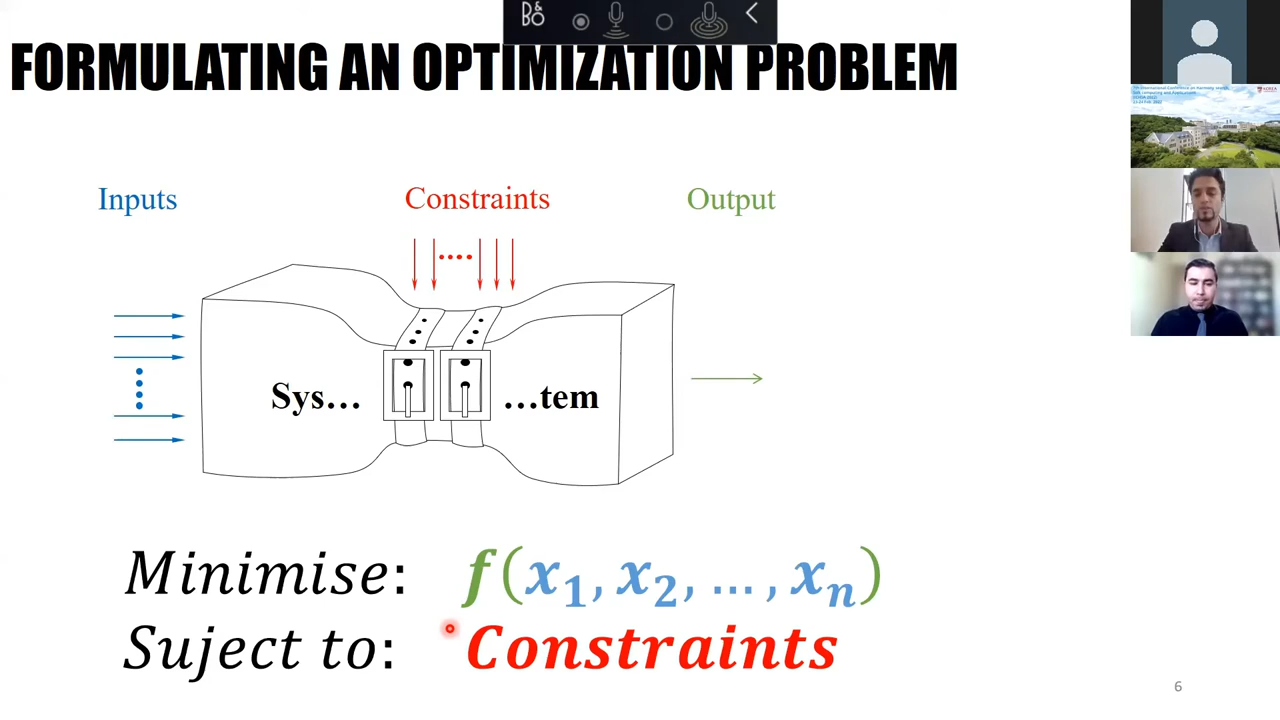 B&O
FORMULATING AN OPTIMIZATION PROBLEM
Inputs
Constraints
Output
Sys…
…tem
Minimise: f(x₁, x₂, … , xₙ)
Suject to: Constraints
6